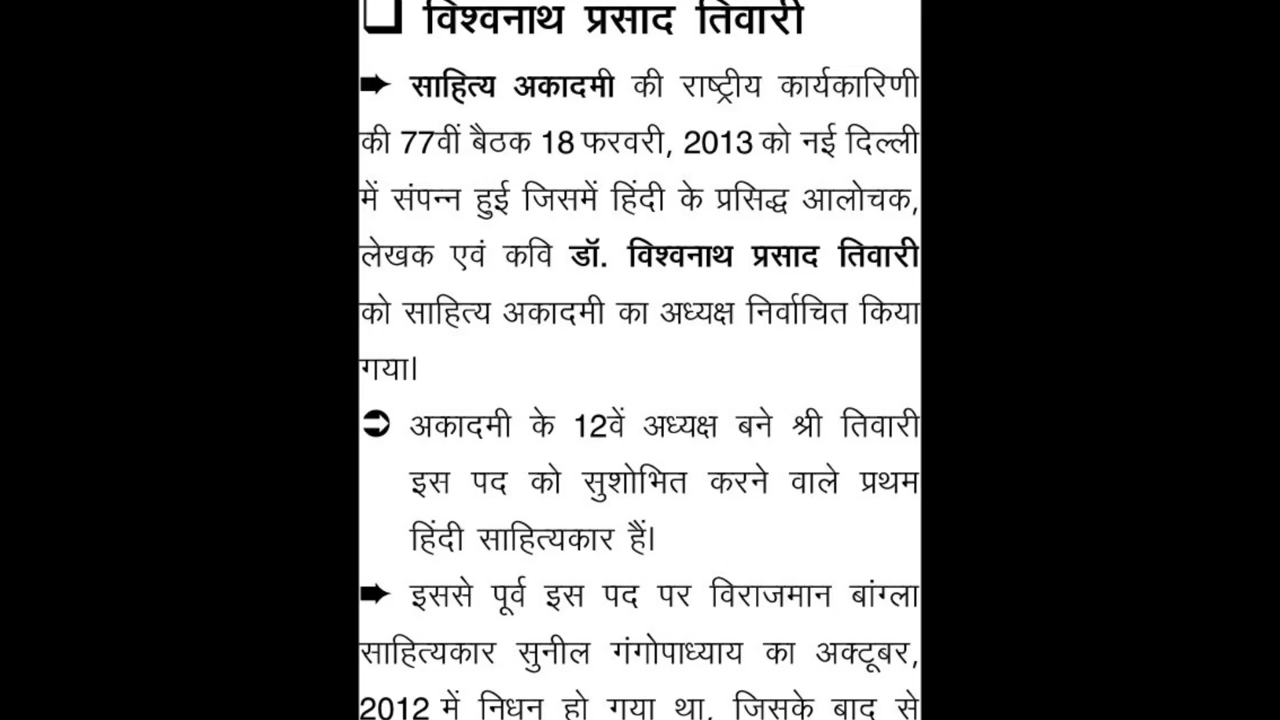 ❑ विश्वनाथ प्रसाद तिवारी
➨ साहित्य अकादमी की राष्ट्रीय कार्यकारिणी
की 77वीं बैठक 18 फरवरी, 2013 को नई दिल्ली
में संपन्न हुई जिसमें हिंदी के प्रसिद्ध आलोचक,
लेखक एवं कवि डॉ. विश्वनाथ प्रसाद तिवारी
को साहित्य अकादमी का अध्यक्ष निर्वाचित किया
गया।
➲ अकादमी के 12वें अध्यक्ष बने श्री तिवारी
इस पद को सुशोभित करने वाले प्रथम
हिंदी साहित्यकार हैं।
➨ इससे पूर्व इस पद पर विराजमान बांग्ला
साहित्यकार सुनील गंगोपाध्याय का अक्टूबर,
2012 में निधन हो गया था, जिसके बाद से